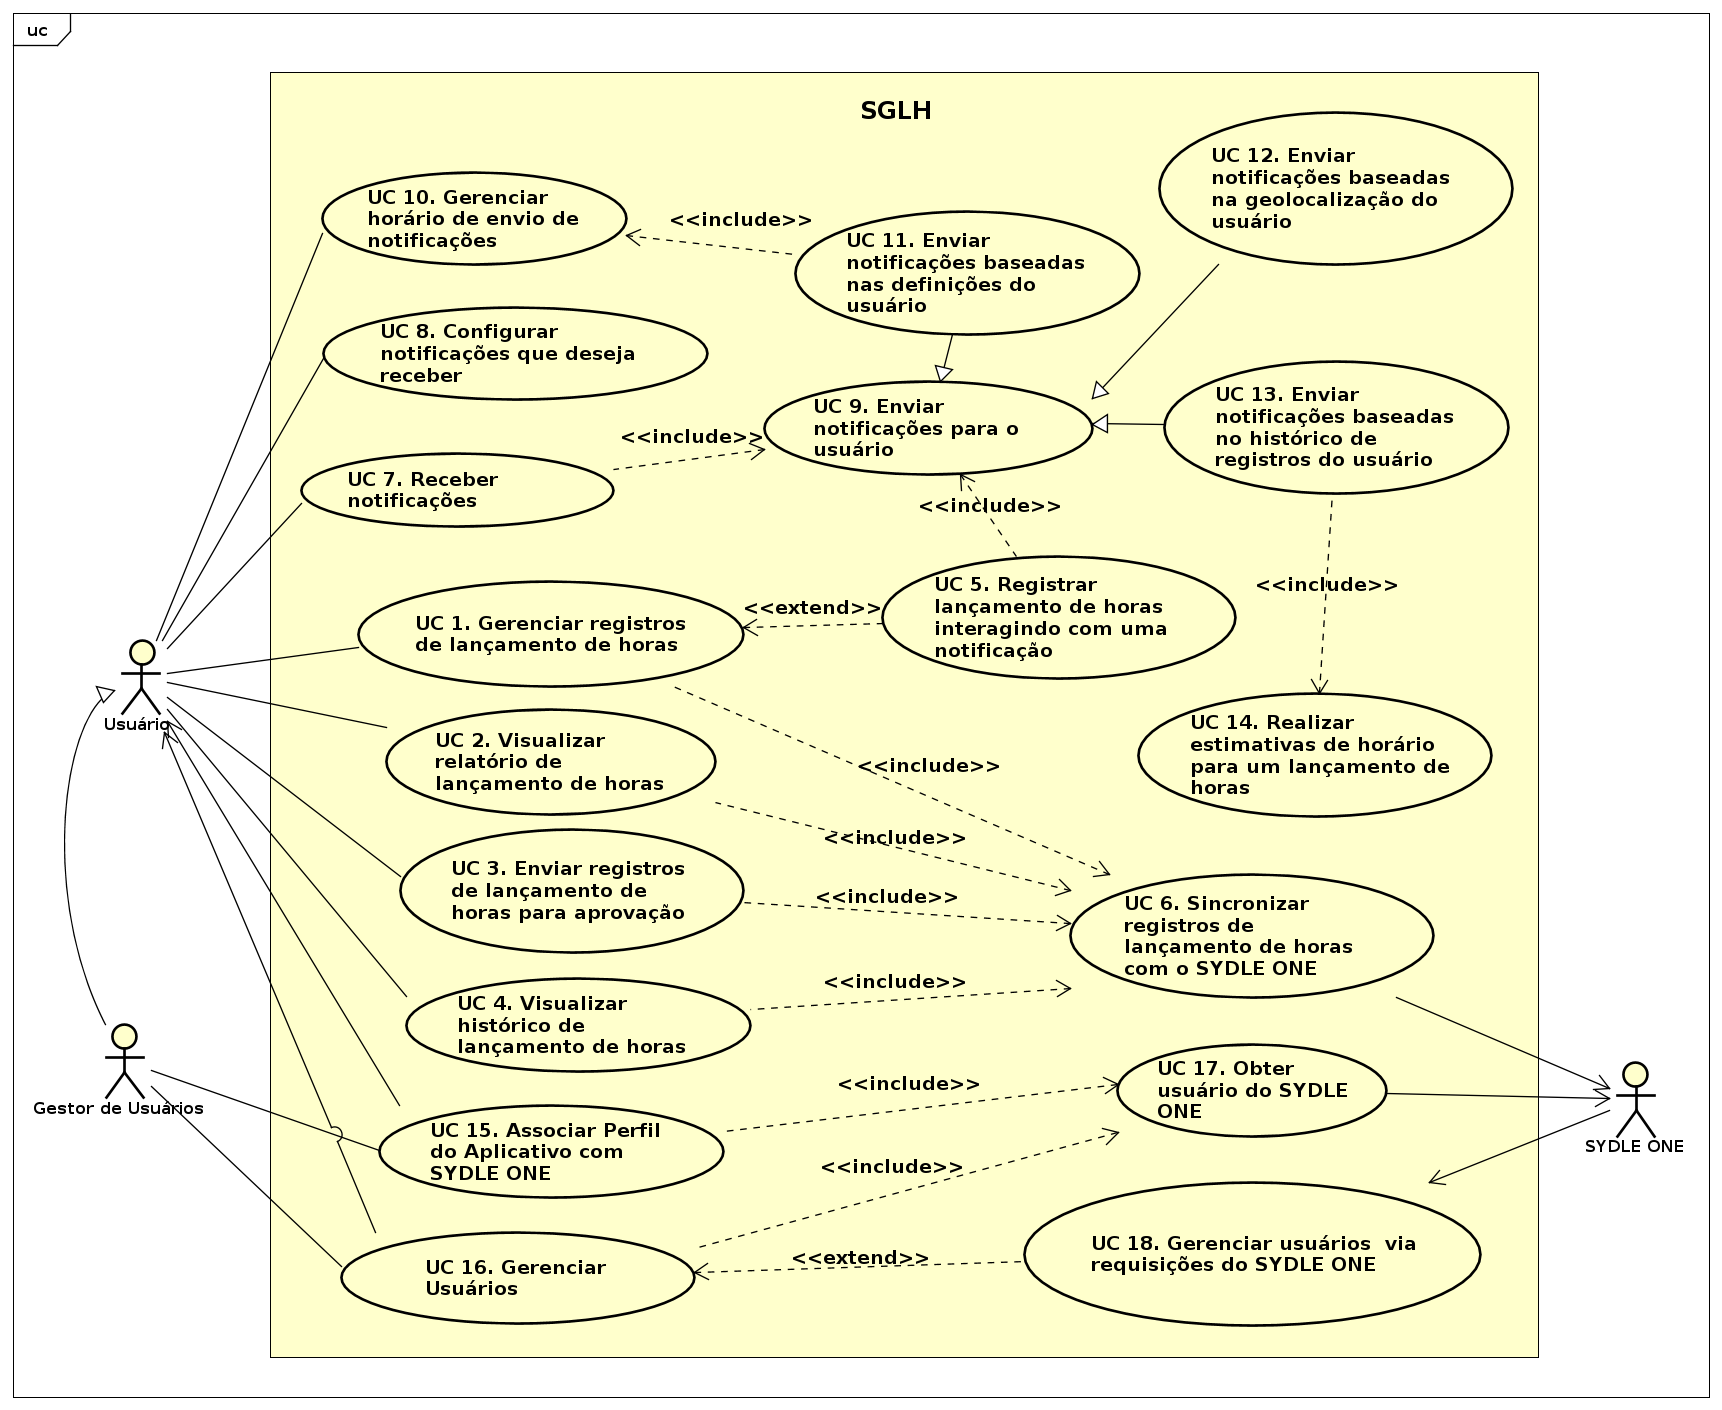 uc
SGLH
UC 10. Gerenciar
horário de envio de
notificações
<<include>>
UC 11. Enviar
notificações baseadas
nas definições do
usuário
UC 12. Enviar
notificações baseadas
na geolocalização do
usuário
UC 8. Configurar
notificações que deseja
receber
UC 9. Enviar
notificações para o
usuário
UC 13. Enviar
notificações baseadas
no histórico de
registros do usuário
<<include>>
UC 7. Receber
notificações
<<include>>
<<include>>
UC 1. Gerenciar registros
de lançamento de horas
<<extend>>
UC 5. Registrar
lançamento de horas
interagindo com uma
notificação
Usuário
UC 2. Visualizar
relatório de
lançamento de horas
<<include>>
UC 14. Realizar
estimativas de horário
para um lançamento de
horas
<<include>>
UC 3. Enviar registros
de lançamento de
horas para aprovação
<<include>>
UC 6. Sincronizar
registros de
lançamento de horas
com o SYDLE ONE
UC 4. Visualizar
histórico de
lançamento de horas
<<include>>
Gestor de Usuários
<<include>>
UC 17. Obter
usuário do SYDLE
ONE
SYDLE ONE
UC 15. Associar Perfil
do Aplicativo com
SYDLE ONE
<<include>>
UC 16. Gerenciar
Usuários
<<extend>>
UC 18. Gerenciar usuários  via
requisições do SYDLE ONE